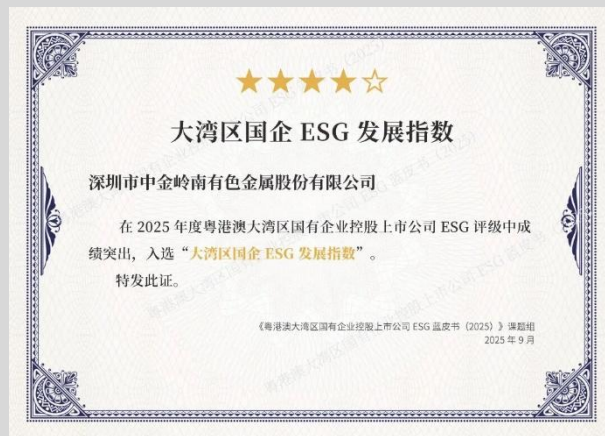 ★★★★☆
大湾区国企 ESG 发展指数
深圳市中金岭南有色金属股份有限公司
在 2025 年度粤港澳大湾区国有企业控股上市公司 ESG 评级中成
绩突出，入选“大湾区国企 ESG 发展指数”。
特发此证。
《粤港澳大湾区国有企业控股上市公司 ESG 蓝皮书（2025）》课题组
2025 年 9 月